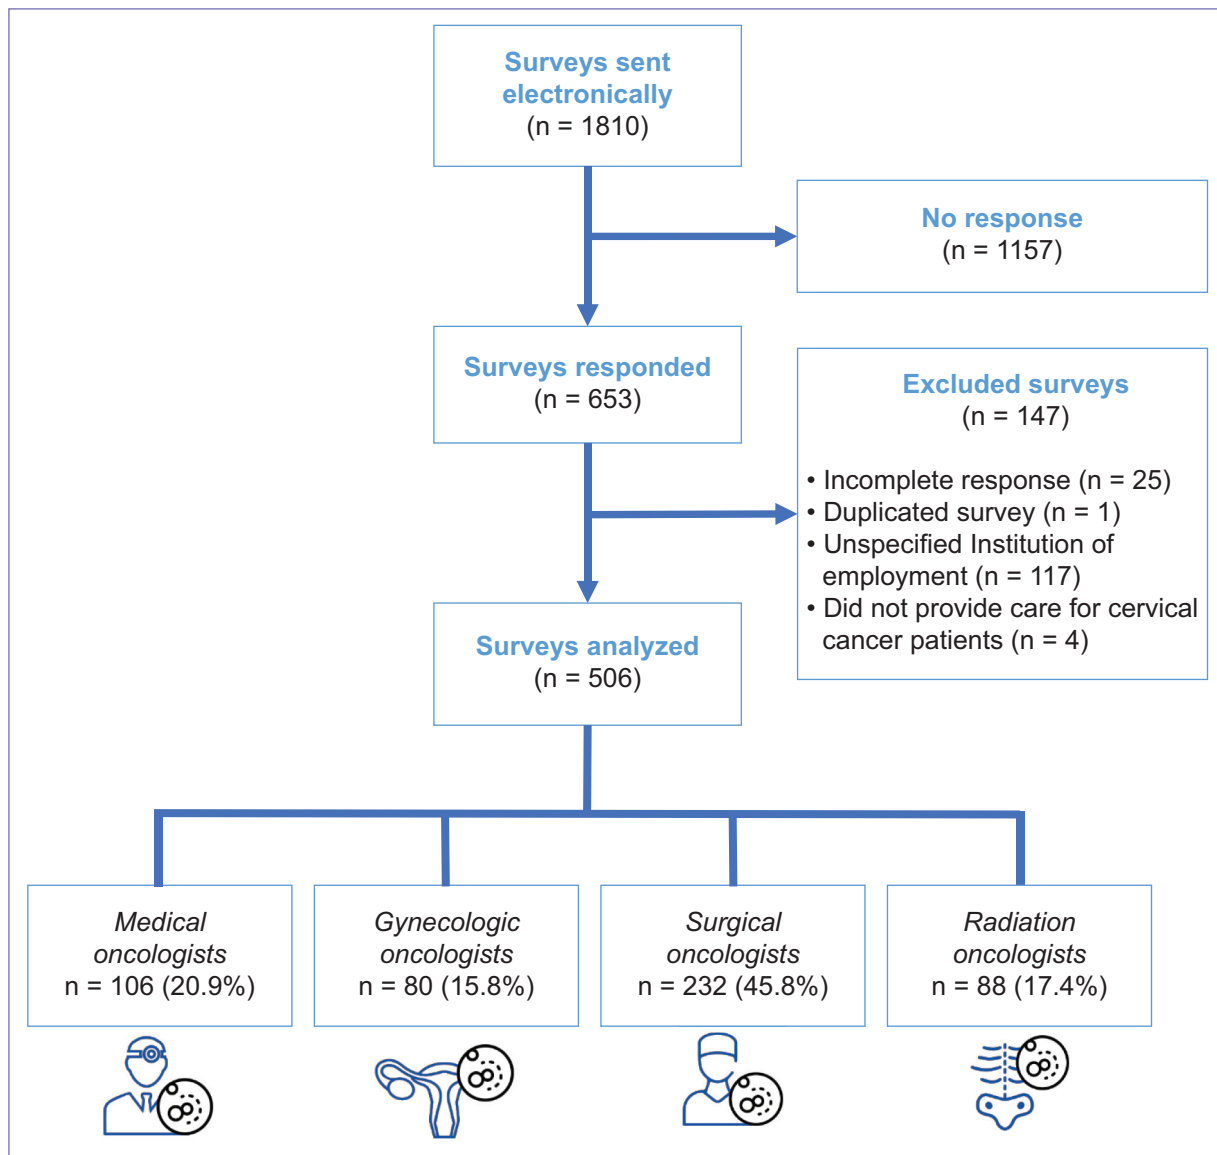 Surveys sent
electronically
(n = 1810)
No response
(n = 1157)
Surveys responded
(n = 653)
Excluded surveys
(n = 147)
• Incomplete response (n = 25)
• Duplicated survey (n = 1)
• Unspecified Institution of
employment (n = 117)
• Did not provide care for cervical
cancer patients (n = 4)
Surveys analyzed
(n = 506)
Medical
oncologists
n = 106 (20.9%)
Gynecologic
oncologists
n = 80 (15.8%)
Surgical
oncologists
n = 232 (45.8%)
Radiation
oncologists
n = 88 (17.4%)